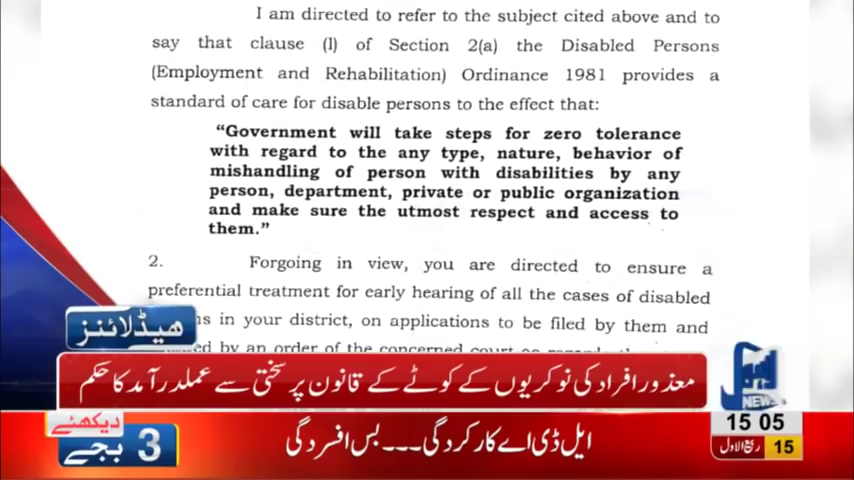 I am directed to refer to the subject cited above and to
say that clause (l) of Section 2(a) the Disabled Persons
(Employment and Rehabilitation) Ordinance 1981 provides a
standard of care for disable persons to the effect that:
“Government will take steps for zero tolerance
with regard to the any type, nature, behavior of
mishandling of person with disabilities by any
person, department, private or public organization
and make sure the utmost respect and access to
them.”
2. Forgoing in view, you are directed to ensure a
preferential treatment for early hearing of all the cases of disabled
in your district, on applications to be filed by them and
by an order of the concerned court
ہیڈلائنز
معذور افراد کی نوکریوں کے کوٹے کے قانون پر سختی سے عملدرآمد کا حکم
NEWS
دیکھئے
3 بجے
ایل ڈی اے کارکردگی --- بس افسردگی
15 05
15 ربیع الاول